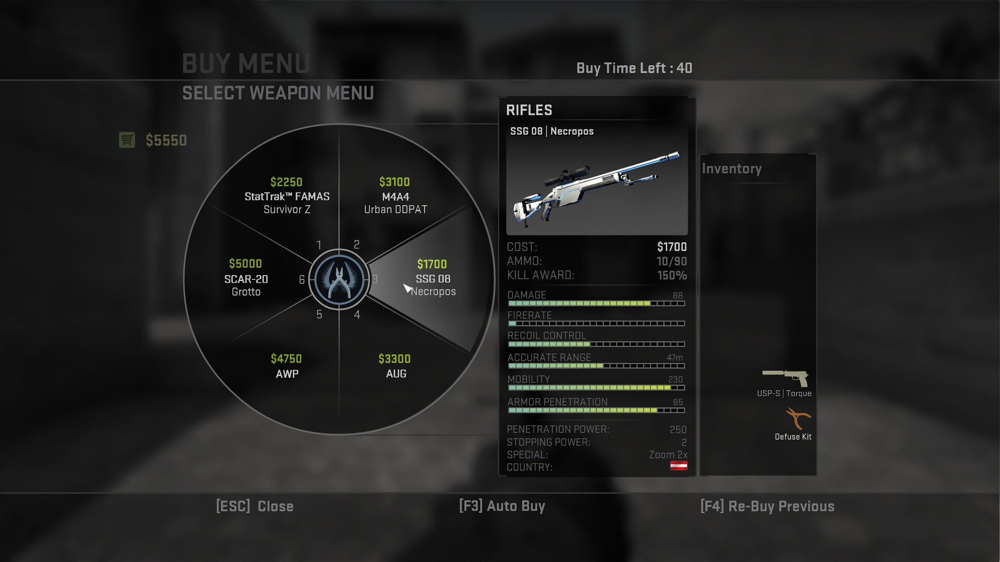 BUY MENU
Buy Time Left : 40
SELECT WEAPON MENU
$5550
$2250
StatTrak™ FAMAS
Survivor Z
$3100
M4A4
Urban DDPAT
$1700
SSG 08
Necropos
$3300
AUG
$4750
AWP
$5000
SCAR-20
Grotto
1
2
3
4
5
6
RIFLES
SSG 08 | Necropos
COST: $1700
AMMO: 10/90
KILL AWARD: 150%
DAMAGE 88
FIRERATE
RECOIL CONTROL
ACCURATE RANGE 47m
MOBILITY 230
ARMOR PENETRATION 85
PENETRATION POWER: 250
STOPPING POWER: 2
SPECIAL: Zoom 2x
COUNTRY:
Inventory
USP-S | Torque
Defuse Kit
[ESC] Close
[F3] Auto Buy
[F4] Re-Buy Previous